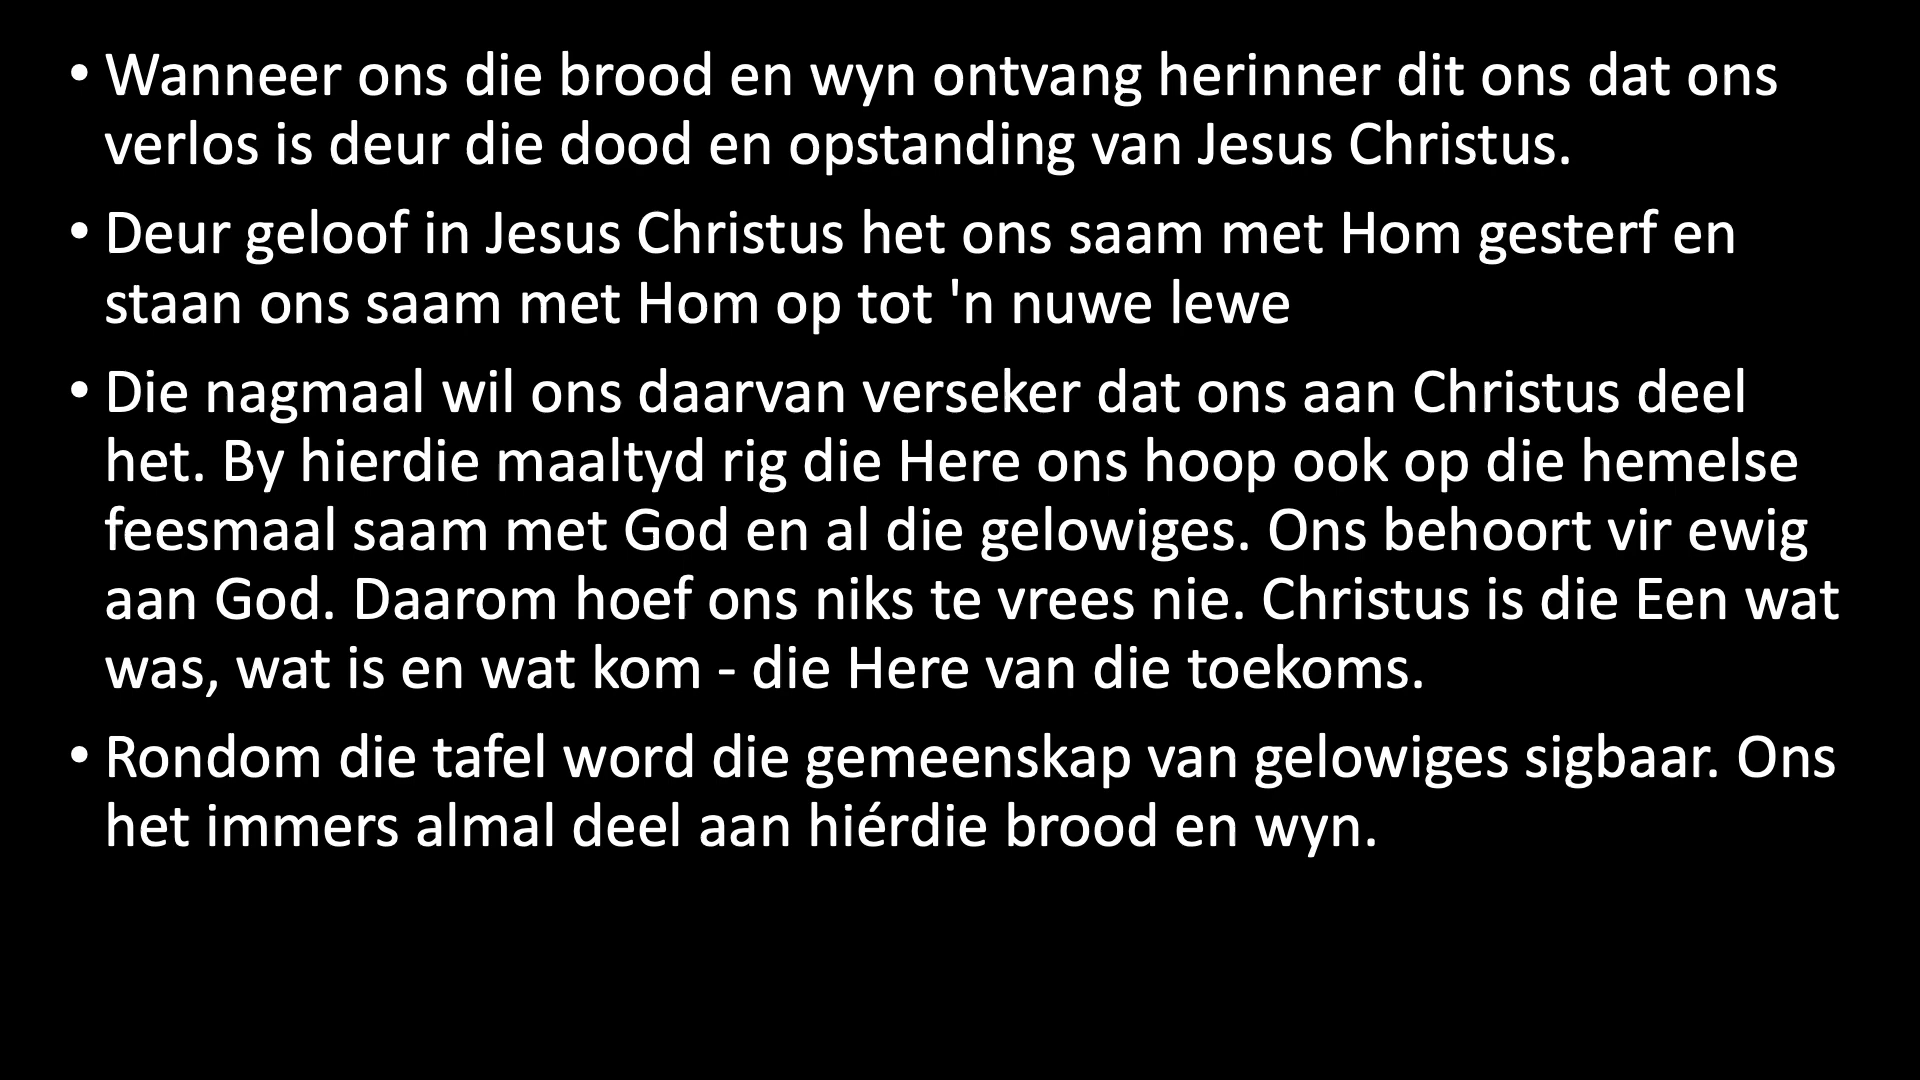 • Wanneer ons die brood en wyn ontvang herinner dit ons dat ons
verlos is deur die dood en opstanding van Jesus Christus.
• Deur geloof in Jesus Christus het ons saam met Hom gesterf en
staan ons saam met Hom op tot 'n nuwe lewe
• Die nagmaal wil ons daarvan verseker dat ons aan Christus deel
het. By hierdie maaltyd rig die Here ons hoop ook op die hemelse
feesmaal saam met God en al die gelowiges. Ons behoort vir ewig
aan God. Daarom hoef ons niks te vrees nie. Christus is die Een wat
was, wat is en wat kom - die Here van die toekoms.
• Rondom die tafel word die gemeenskap van gelowiges sigbaar. Ons
het immers almal deel aan hiérdie brood en wyn.